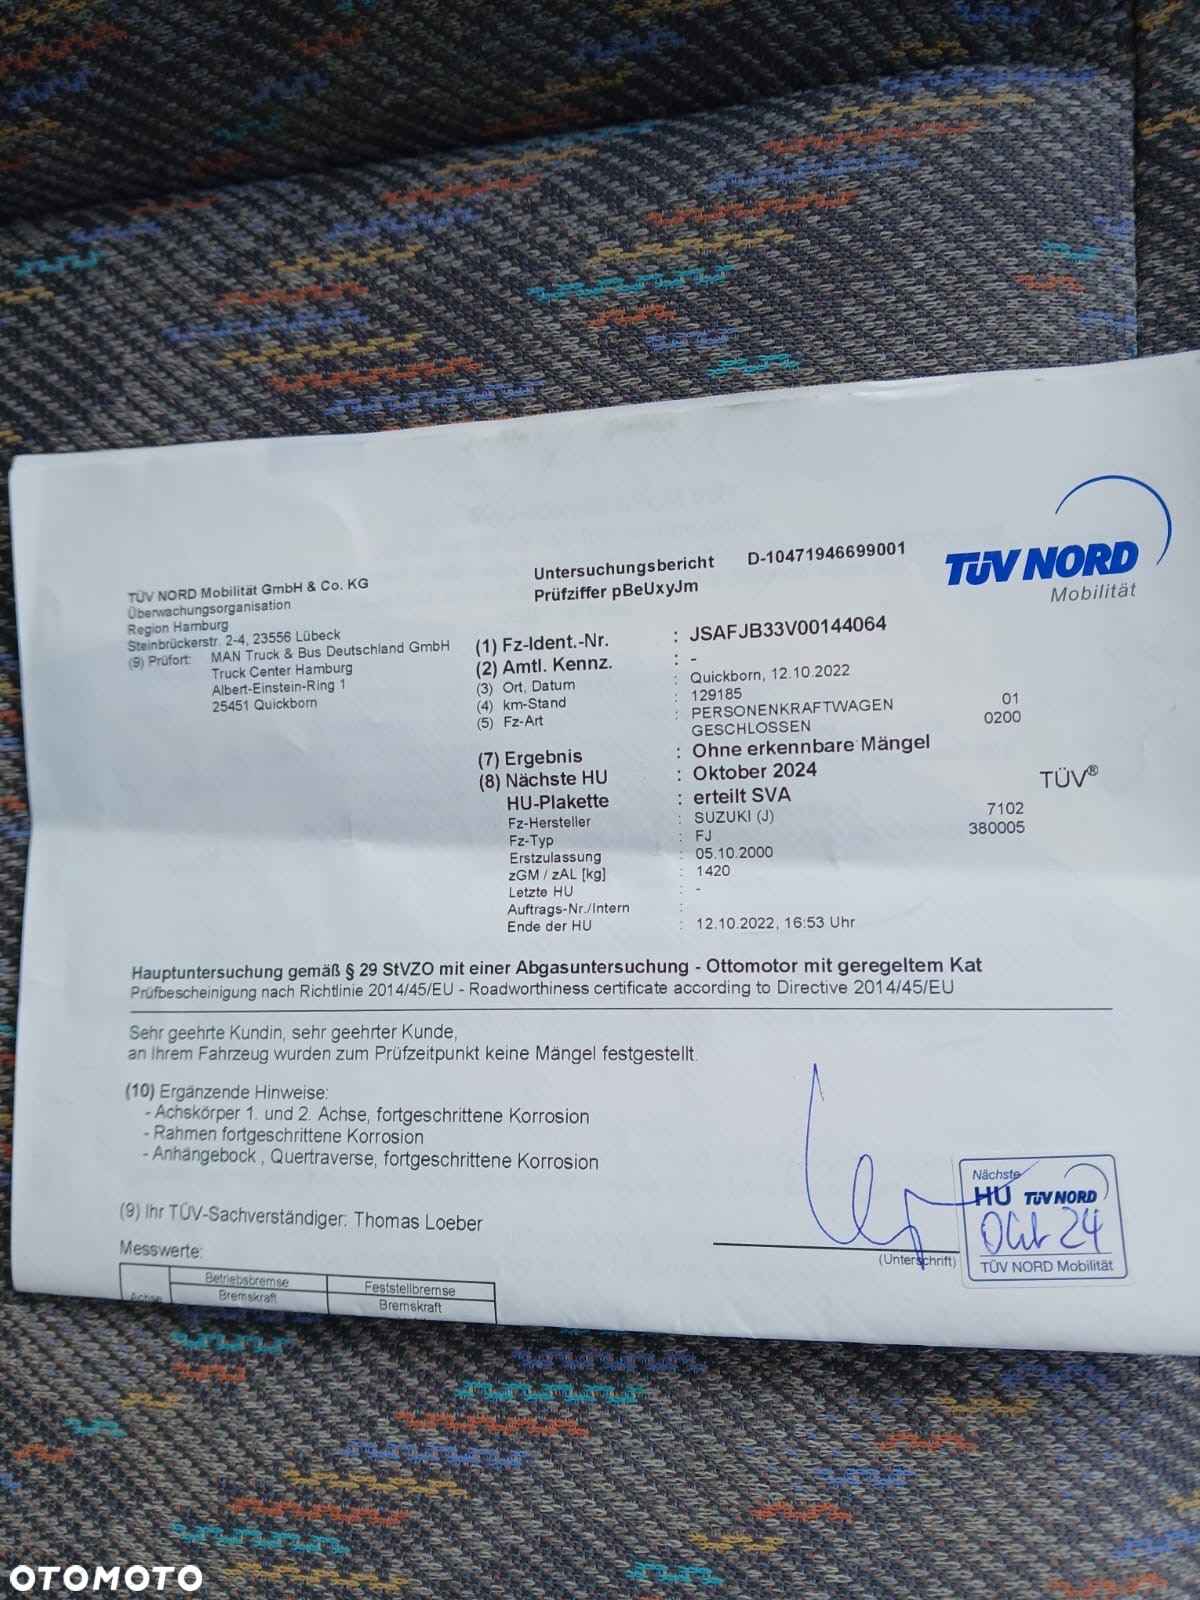 TÜV NORD Mobilität GmbH & Co. KG
Überwachungsorganisation
Region Hamburg
Steinbrückerstr. 2-4, 23556 Lübeck
(9) Prüfort: MAN Truck & Bus Deutschland GmbH
Truck Center Hamburg
Albert-Einstein-Ring 1
25451 Quickborn
Untersuchungsbericht D-10471946699001
Prüfziffer pBeUxyJm
TÜV NORD
Mobilität
(1) Fz-Ident.-Nr. : JSAFJB33V00144064
(2) Amtl. Kennz. : -
(3) Ort, Datum : Quickborn, 12.10.2022
(4) km-Stand : 129185
(5) Fz-Art : PERSONENKRAFTWAGEN 01
GESCHLOSSEN 0200
(7) Ergebnis : Ohne erkennbare Mängel
(8) Nächste HU : Oktober 2024 TÜV®
HU-Plakette : erteilt SVA
Fz-Hersteller : SUZUKI (J) 7102
Fz-Typ : FJ 380005
Erstzulassung : 05.10.2000
zGM / zAL [kg] : 1420
Letzte HU : -
Auftrags-Nr./Intern :
Ende der HU : 12.10.2022, 16:53 Uhr
Hauptuntersuchung gemäß § 29 StVZO mit einer Abgasuntersuchung - Ottomotor mit geregeltem Kat
Prüfbescheinigung nach Richtlinie 2014/45/EU - Roadworthiness certificate according to Directive 2014/45/EU
Sehr geehrte Kundin, sehr geehrter Kunde,
an Ihrem Fahrzeug wurden zum Prüfzeitpunkt keine Mängel festgestellt.
(10) Ergänzende Hinweise:
- Achskörper 1. und 2. Achse, fortgeschrittene Korrosion
- Rahmen fortgeschrittene Korrosion
- Anhängebock , Quertraverse, fortgeschrittene Korrosion
(9) Ihr TÜV-Sachverständiger: Thomas Loeber
(Unterschrift)
Nächste
HU TÜV NORD
Okt 24
TÜV NORD Mobilität
Messwerte:
Achse Betriebsbremse Feststellbremse
Bremskraft Bremskraft
OTOMOTO